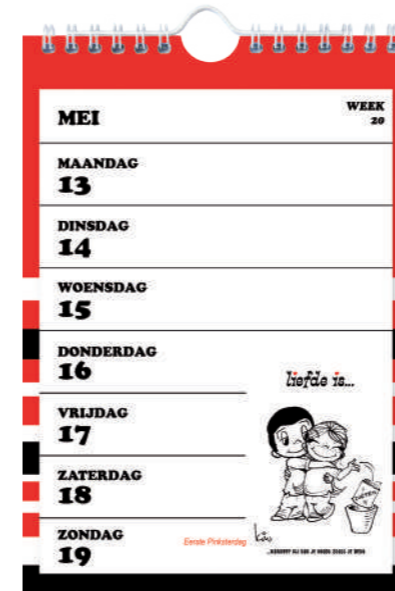 MEI
WEEK
20
MAANDAG
13
DINSDAG
14
WOENSDAG
15
DONDERDAG
16
liefde is...
VRIJDAG
17
ZATERDAG
18
ZONDAG
19
Eerste Pinksterdag